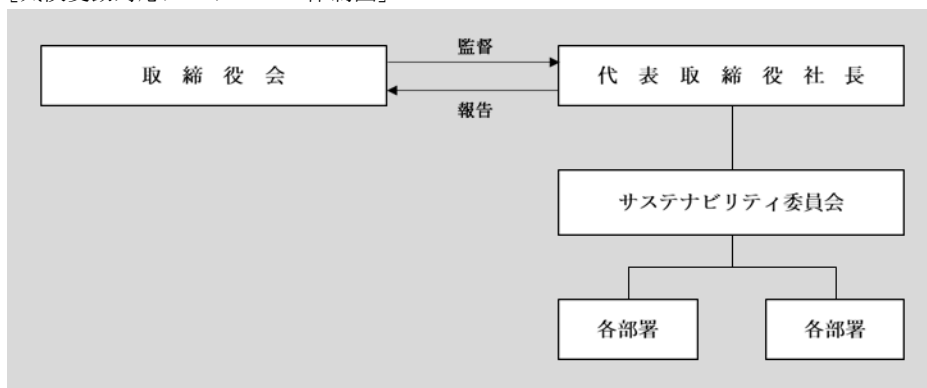 監督
取締役会
代表取締役社長
報告
サステナビリティ委員会
各部署
各部署